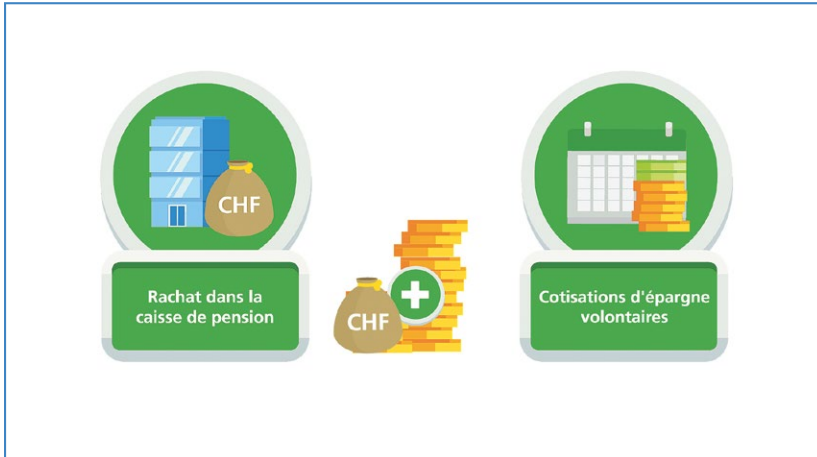 CHF
Rachat dans la
caisse de pension
CHF
Cotisations d'épargne
volontaires